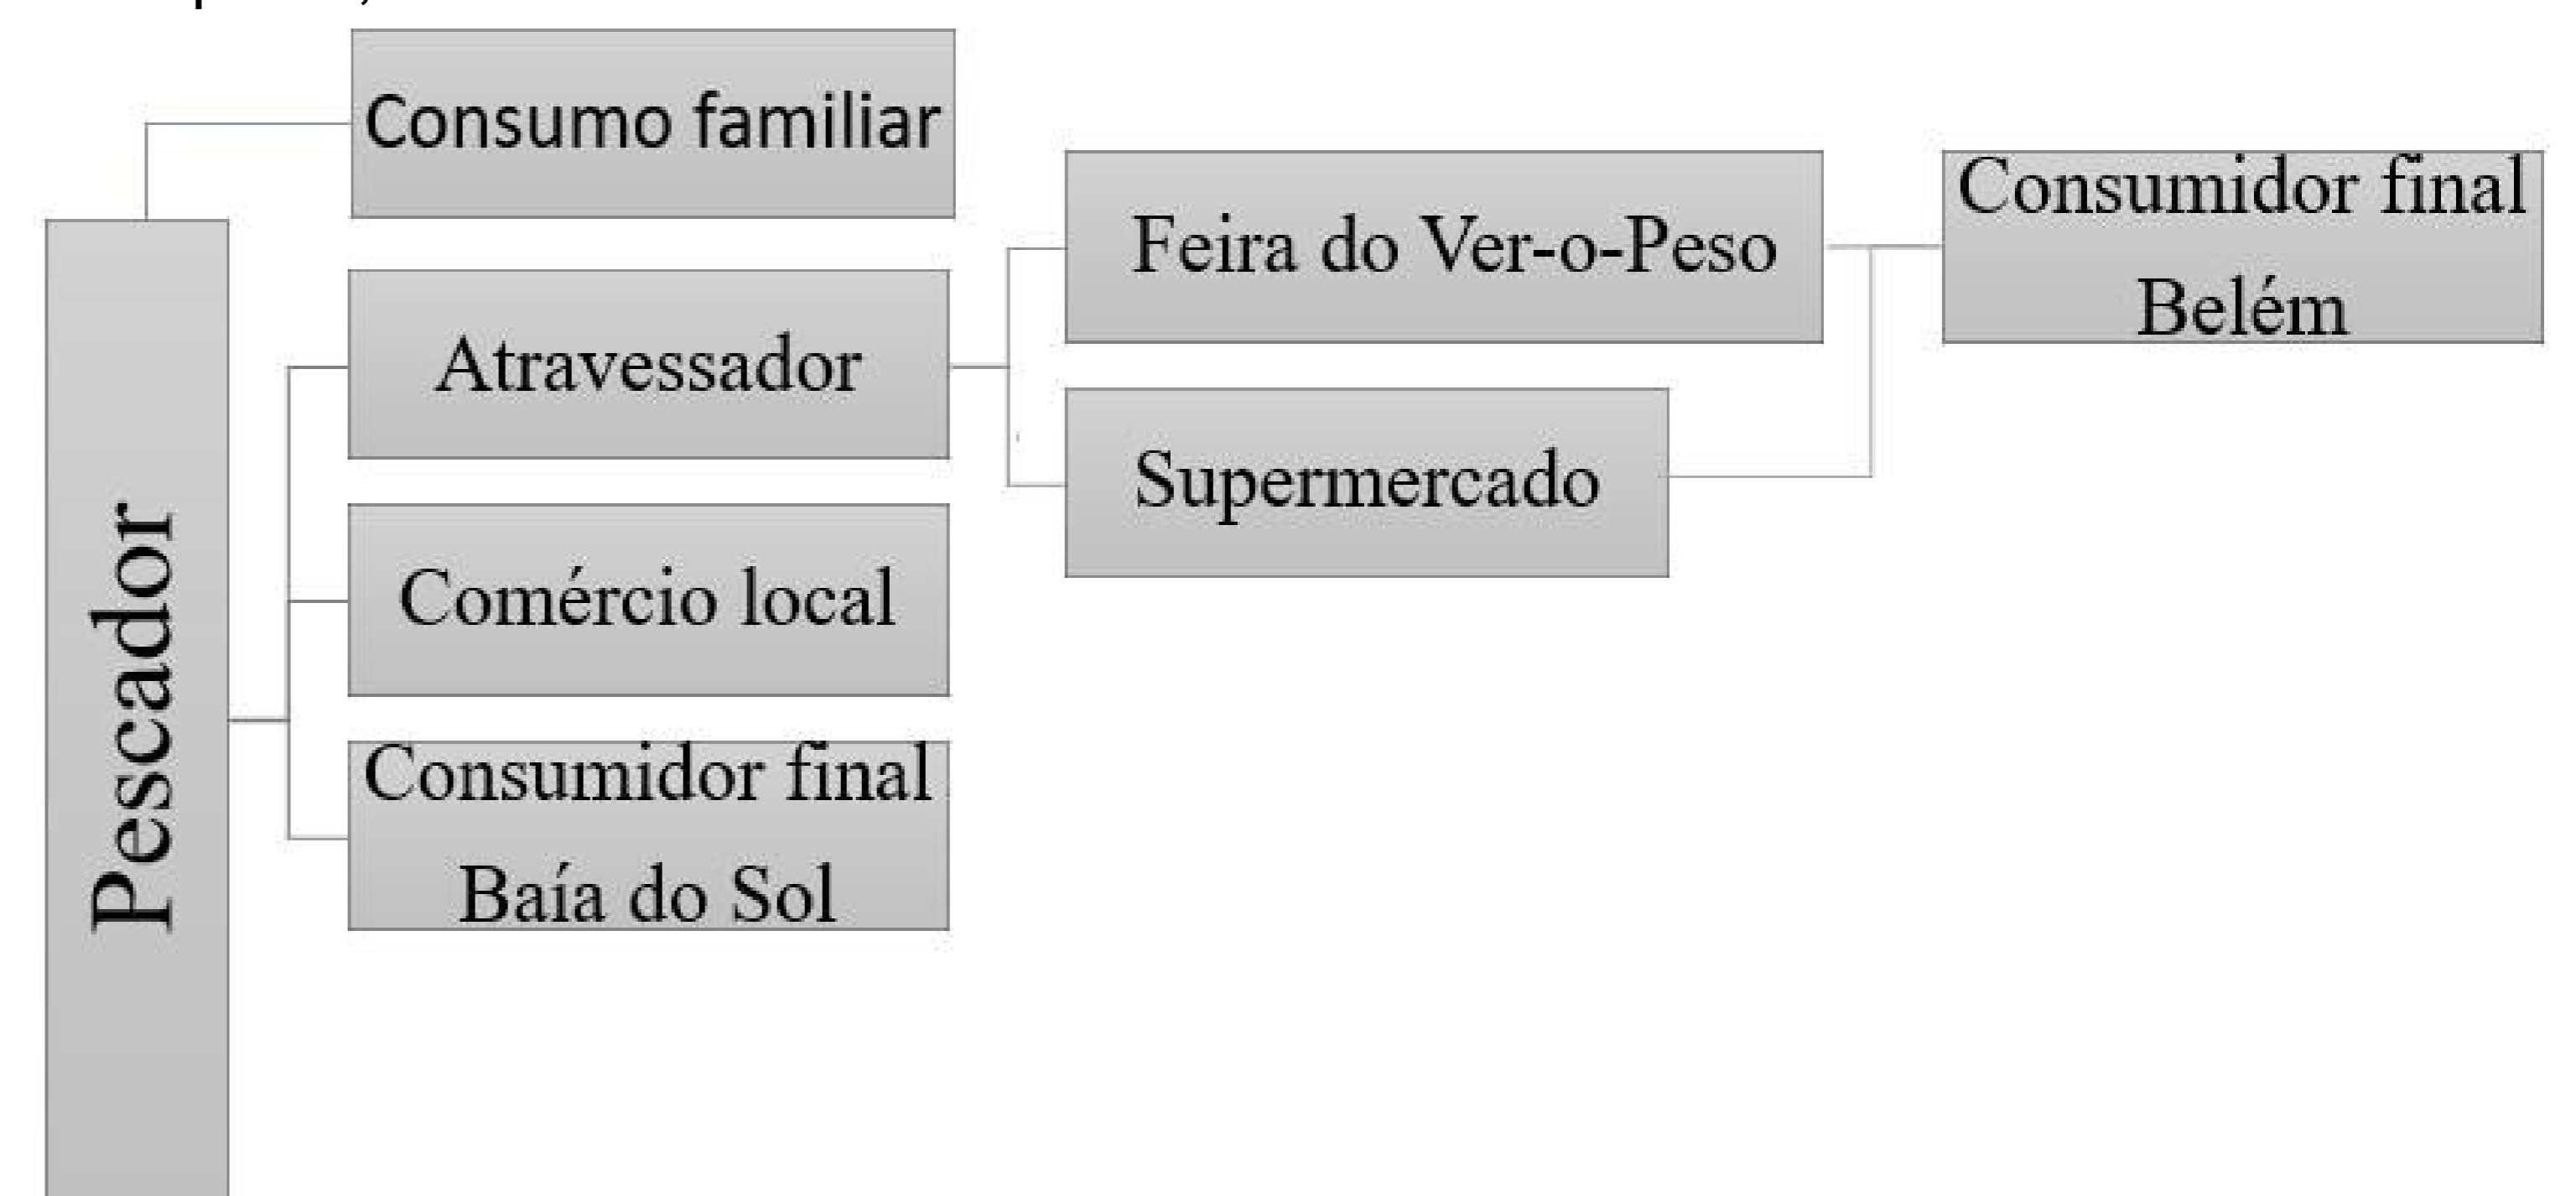 Consumo familiar
Feira do Ver-o-Peso
Consumidor final
Belém
Atravessador
Supermercado
Comércio local
Pescador
Consumidor final
Baía do Sol